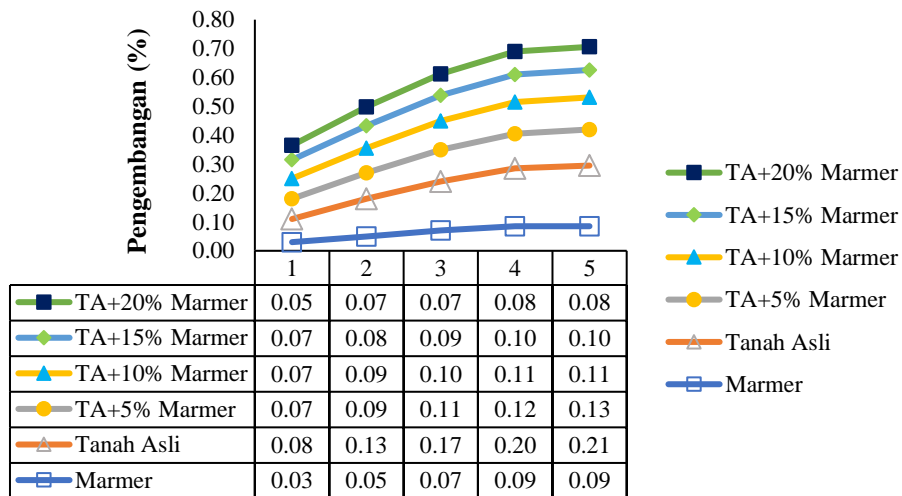 0.80
0.70
0.60
0.50
0.40
0.30
0.20
0.10
0.00
Pengembangan (%)
1 2 3 4 5
TA+20% Marmer 0.05 0.07 0.07 0.08 0.08
TA+15% Marmer 0.07 0.08 0.09 0.10 0.10
TA+10% Marmer 0.07 0.09 0.10 0.11 0.11
TA+5% Marmer 0.07 0.09 0.11 0.12 0.13
Tanah Asli 0.08 0.13 0.17 0.20 0.21
Marmer 0.03 0.05 0.07 0.09 0.09
TA+20% Marmer
TA+15% Marmer
TA+10% Marmer
TA+5% Marmer
Tanah Asli
Marmer